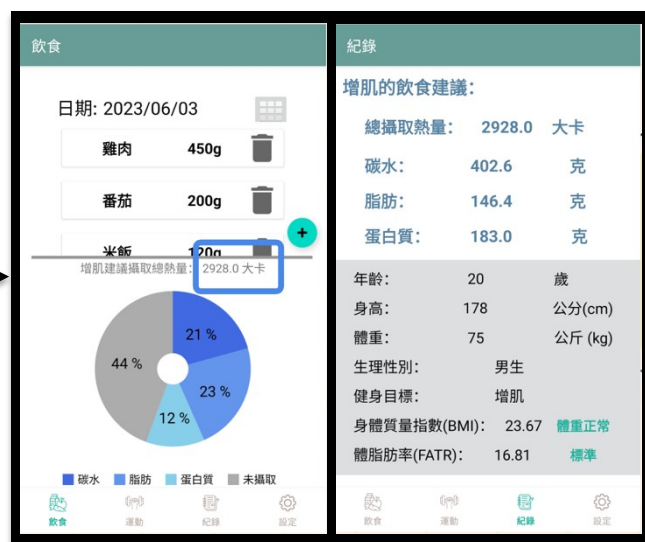 飲食
日期: 2023/06/03
雞肉 450g
番茄 200g
+
米飯 120g
增肌建議攝取總熱量: 2928.0 大卡
21 %
44 %
23 %
12 %
碳水 脂肪 蛋白質 未攝取
飲食 運動 紀錄 設定
紀錄
增肌的飲食建議:
總攝取熱量: 2928.0 大卡
碳水: 402.6 克
脂肪: 146.4 克
蛋白質: 183.0 克
年齡: 20 歲
身高: 178 公分(cm)
體重: 75 公斤 (kg)
生理性別: 男生
健身目標: 增肌
身體質量指數(BMI): 23.67 體重正常
體脂肪率(FATR): 16.81 標準
飲食 運動 紀錄 設定